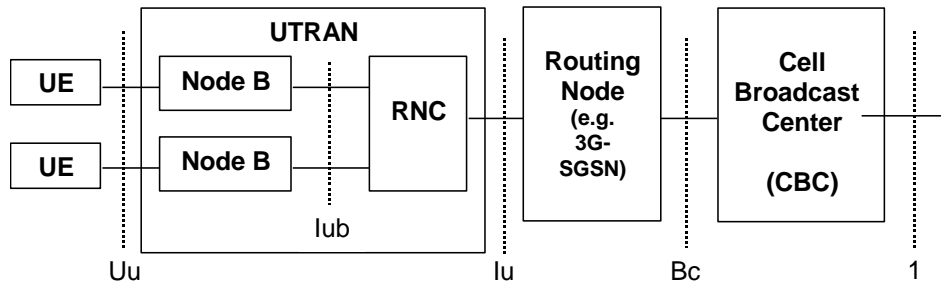 UTRAN
UE
Node B
UE
Node B
RNC
Iub
Routing
Node
(e.g.
3G-
SGSN)
Cell
Broadcast
Center
(CBC)
Uu
Iu
Bc
1